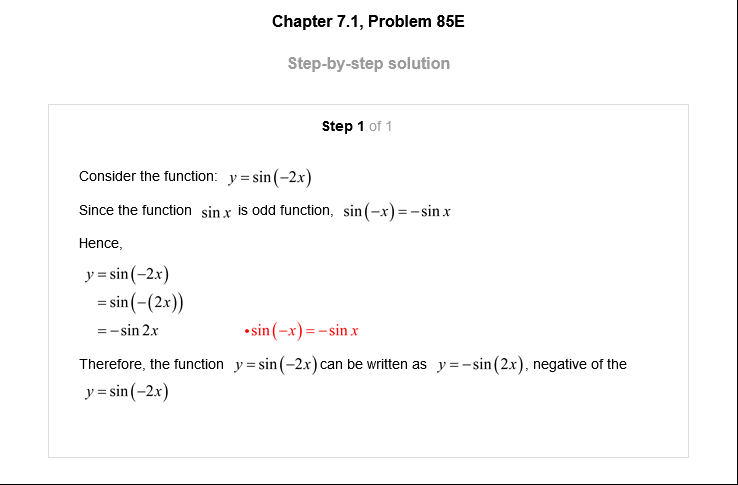 Chapter 7.1, Problem 85E
Step-by-step solution
Step 1 of 1
Consider the function: y = sin(−2x)
Since the function sin x is odd function, sin(−x) = −sin x
Hence,
y = sin(−2x)
= sin(−(2x))
= −sin 2x •sin(−x) = −sin x
Therefore, the function y = sin(−2x) can be written as y = −sin(2x), negative of the
y = sin(−2x)